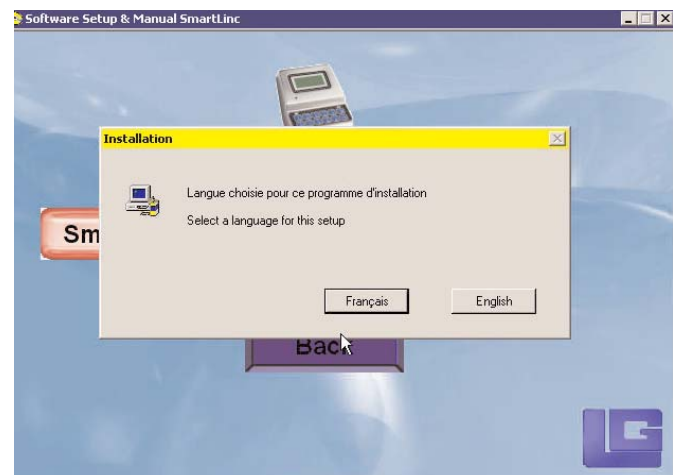 Software Setup & Manual SmartLinc
Installation
Langue choisie pour ce programme d'installation
Select a language for this setup
Sm
Français
English
Back
LG